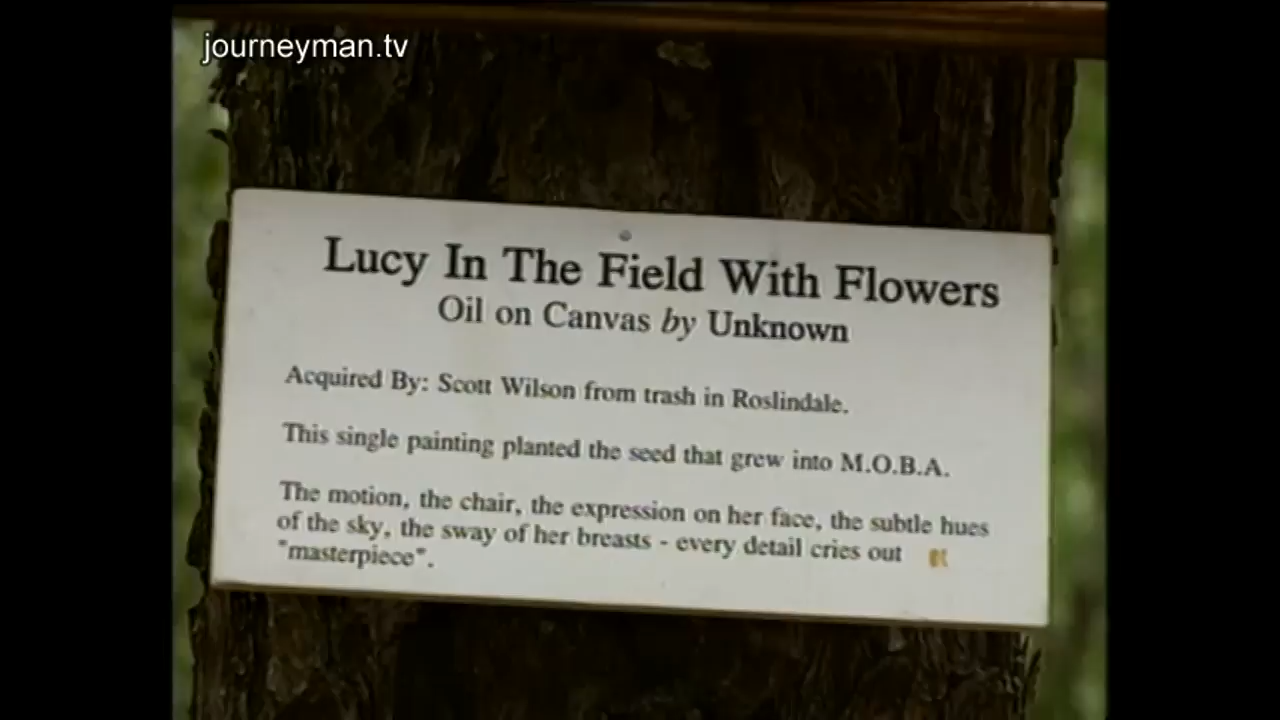 journeyman.tv
Lucy In The Field With Flowers
Oil on Canvas by Unknown
Acquired By: Scott Wilson from trash in Roslindale.
This single painting planted the seed that grew into M.O.B.A.
The motion, the chair, the expression on her face, the subtle hues
of the sky, the sway of her breasts - every detail cries out
"masterpiece".